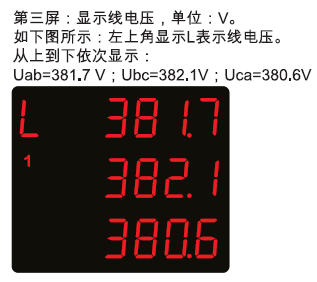 第三屏：显示线电压，单位：V。
如下图所示：左上角显示L表示线电压。
从上到下依次显示：
Uab=381.7 V；Ubc=382.1V；Uca=380.6V
L 381.7
1 382.1
380.6